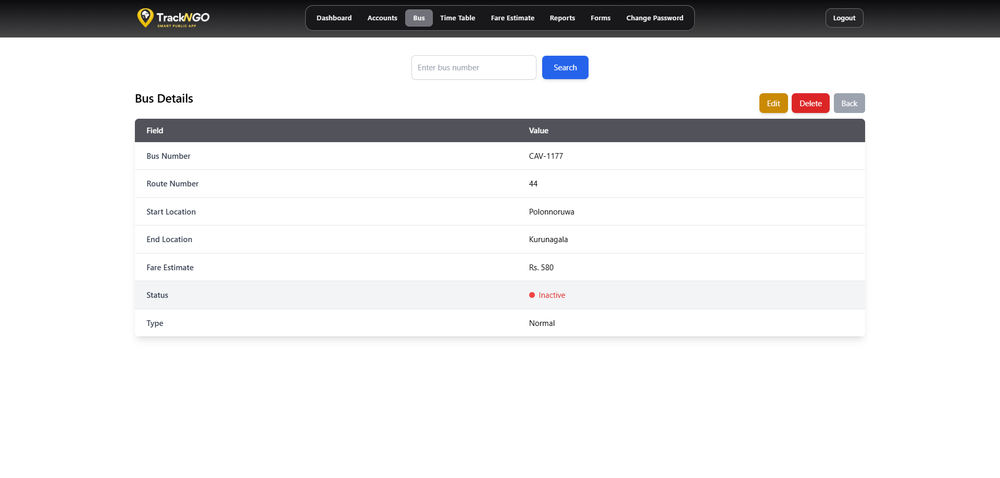 TrackNGO
SMART PUBLIC APP
Dashboard Accounts Bus Time Table Fare Estimate Reports Forms Change Password
Logout
Enter bus number Search
Bus Details
Edit Delete Back
Field Value
Bus Number CAV-1177
Route Number 44
Start Location Polonnoruwa
End Location Kurunagala
Fare Estimate Rs. 580
Status Inactive
Type Normal